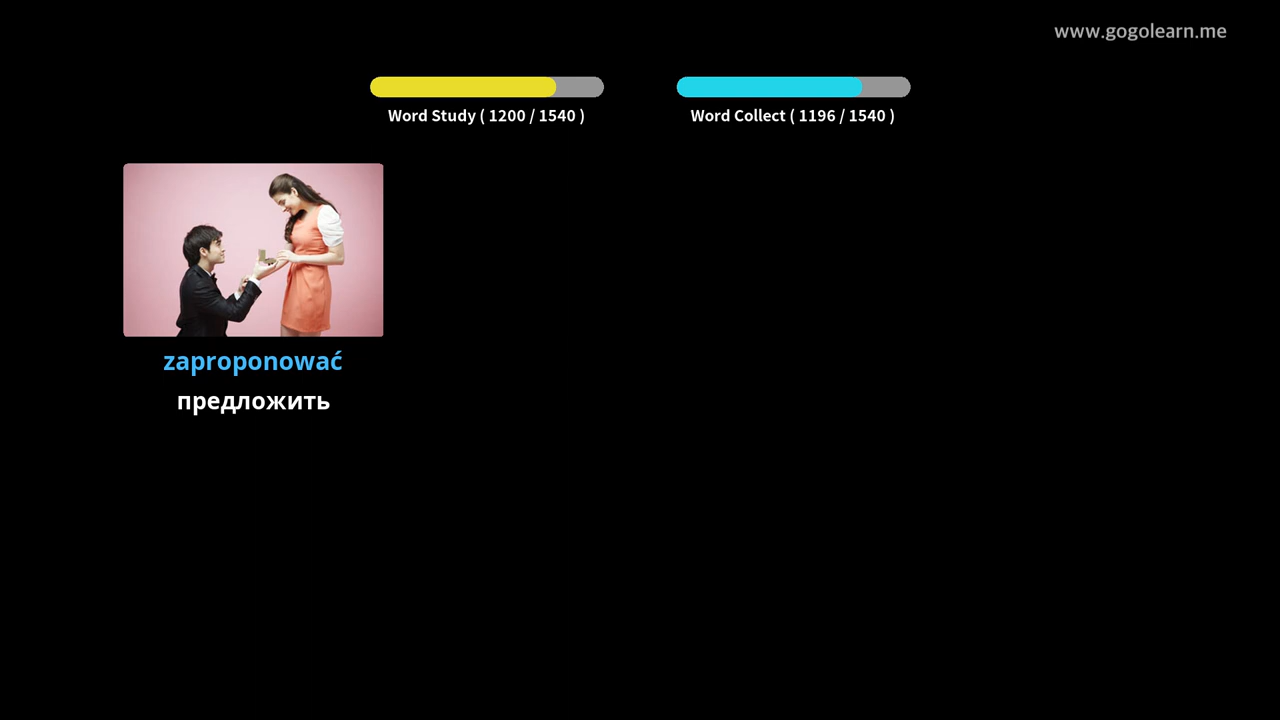 www.gogolearn.me
Word Study ( 1200 / 1540 )
Word Collect ( 1196 / 1540 )
zaproponować
предложить